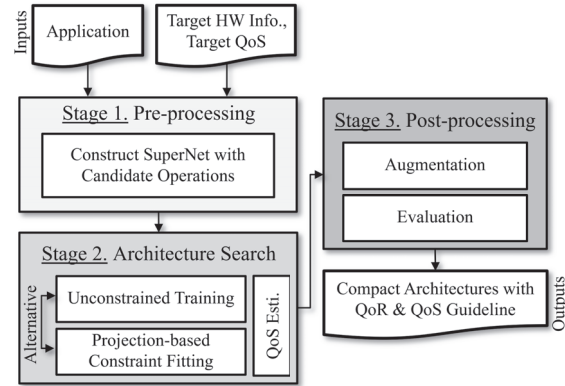 Inputs
Application
Target HW Info.,
Target QoS
Stage 1. Pre-processing
Construct SuperNet with
Candidate Operations
Stage 2. Architecture Search
Alternative
Unconstrained Training
Projection-based
Constraint Fitting
QoS Esti.
Stage 3. Post-processing
Augmentation
Evaluation
Compact Architectures with
QoR & QoS Guideline
Outputs